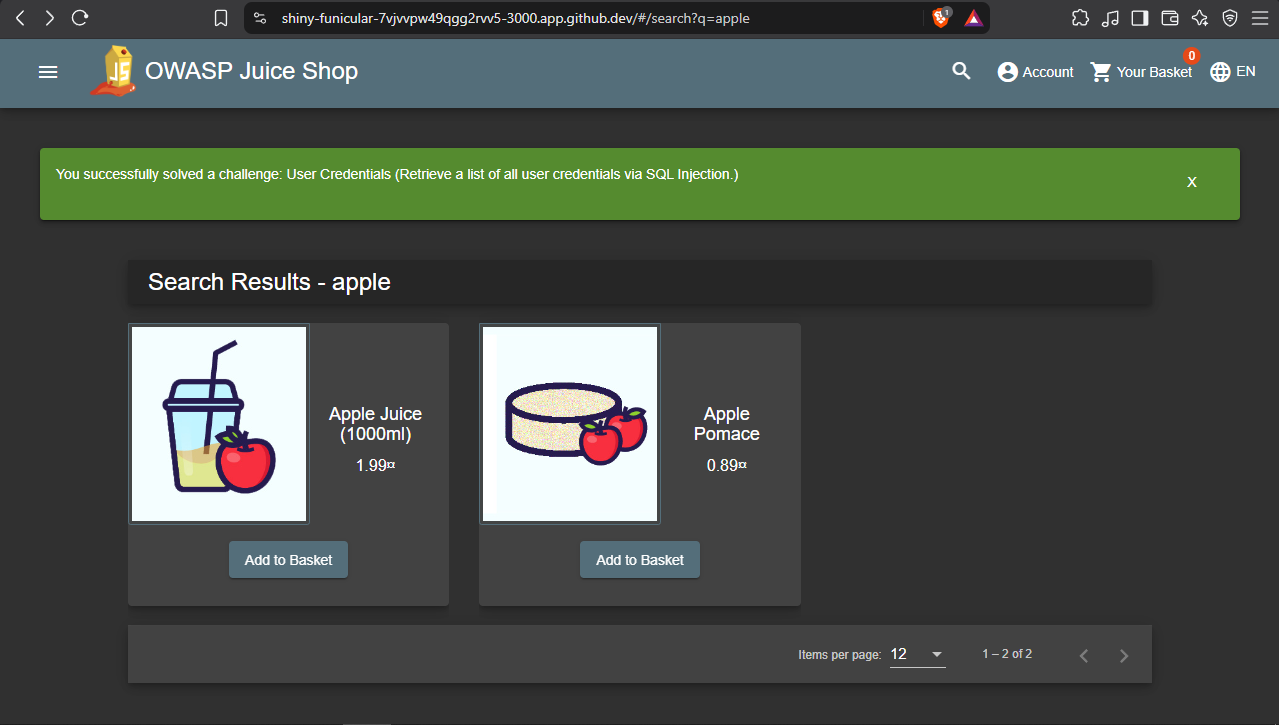 shiny-funicular-7vjvvpw49qgg2rvv5-3000.app.github.dev/#/search?q=apple
1
JS
OWASP Juice Shop
Account
0
Your Basket
EN
You successfully solved a challenge: User Credentials (Retrieve a list of all user credentials via SQL Injection.)
X
Search Results - apple
Apple Juice
(1000ml)
1.99¤
Add to Basket
Apple
Pomace
0.89¤
Add to Basket
Items per page:
12
1 – 2 of 2